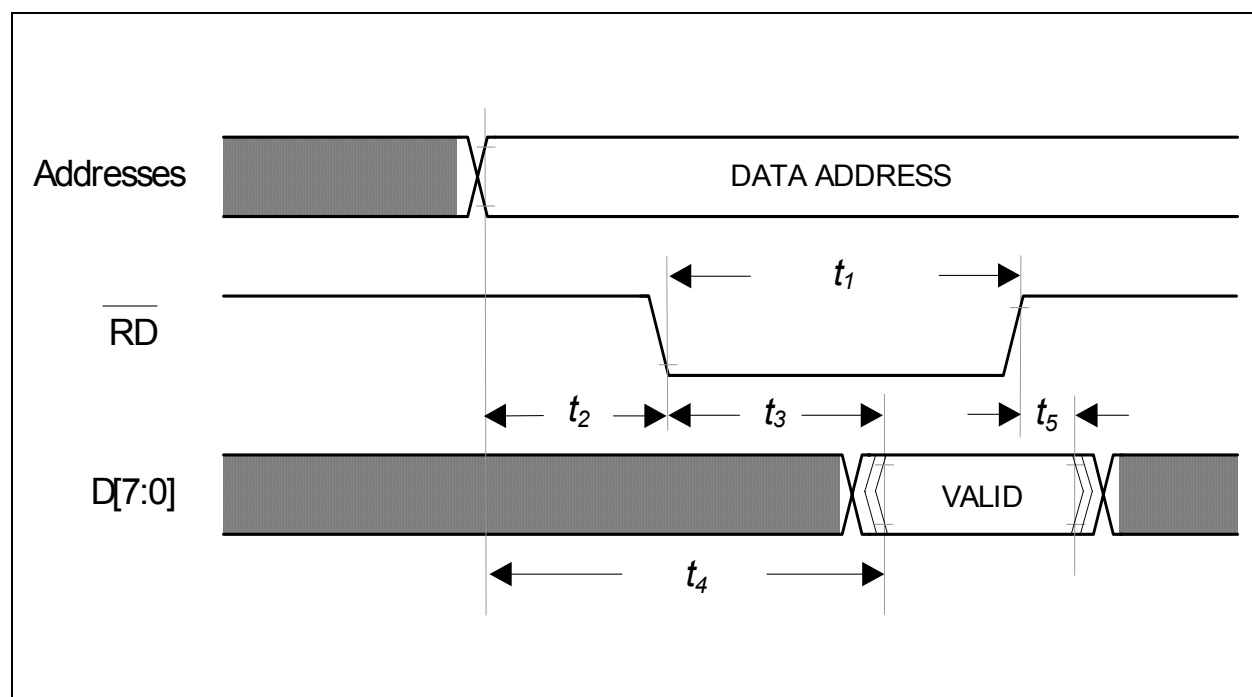 Addresses
DATA ADDRESS
t1
RD
t2
t3
t5
D[7:0]
VALID
t4